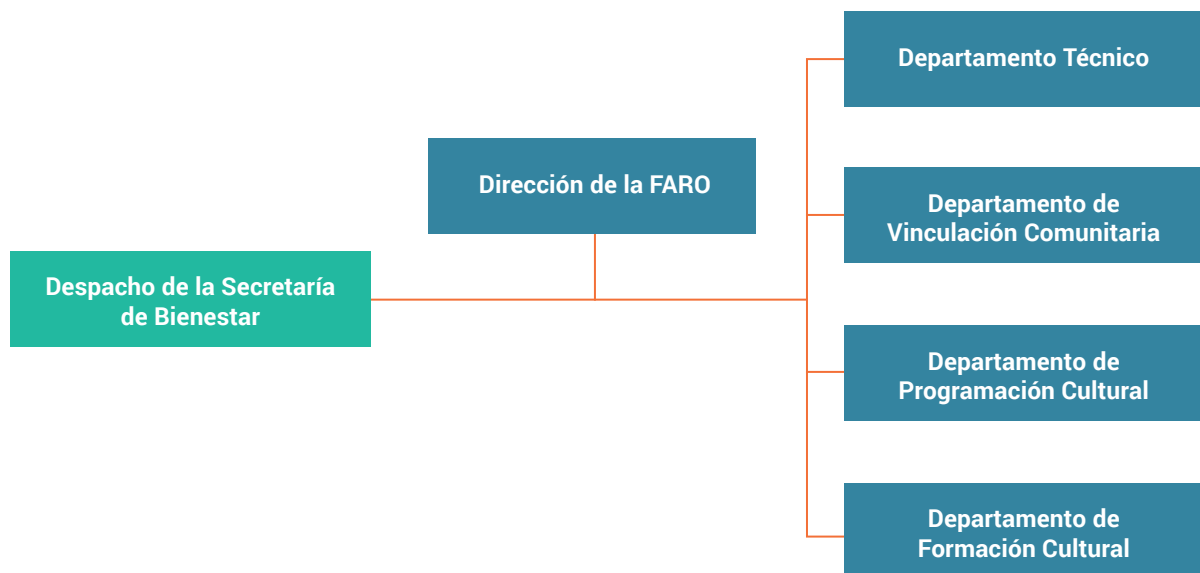 Despacho de la Secretaría
de Bienestar
Dirección de la FARO
Departamento Técnico
Departamento de
Vinculación Comunitaria
Departamento de
Programación Cultural
Departamento de
Formación Cultural